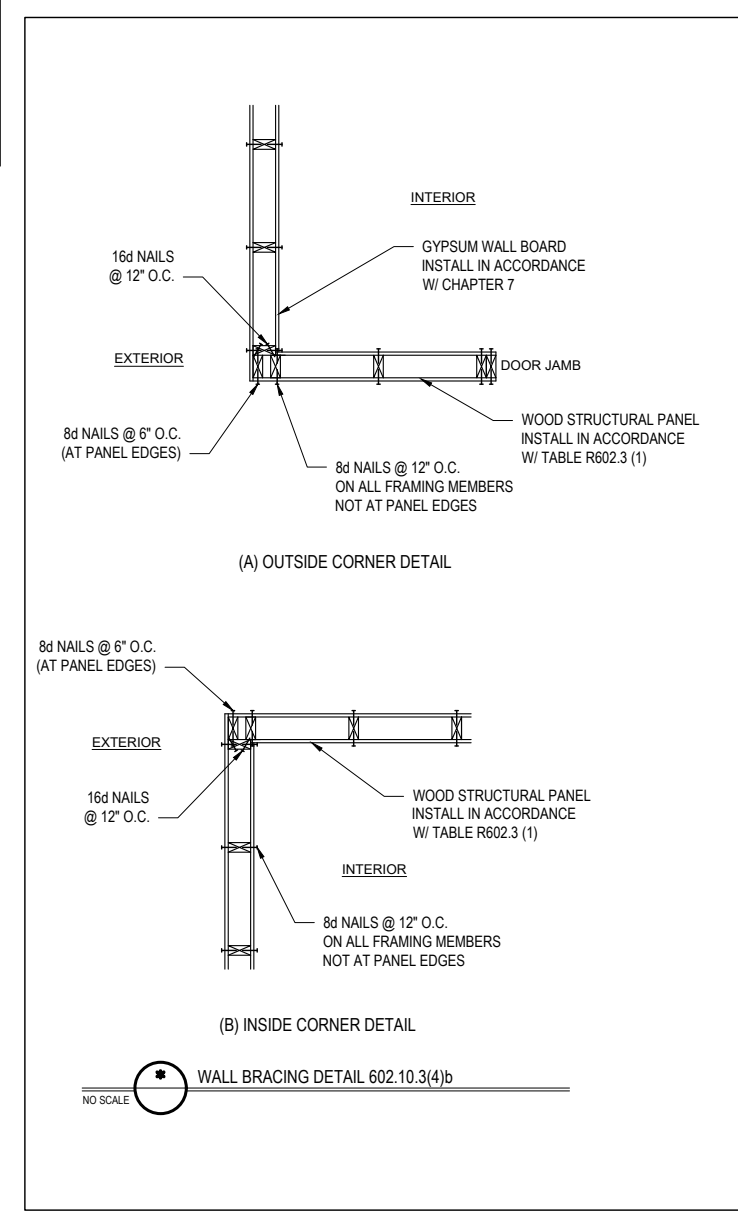 INTERIOR
GYPSUM WALL BOARD
INSTALL IN ACCORDANCE
W/ CHAPTER 7
16d NAILS
@ 12" O.C.
EXTERIOR
DOOR JAMB
8d NAILS @ 6" O.C.
(AT PANEL EDGES)
WOOD STRUCTURAL PANEL
INSTALL IN ACCORDANCE
W/ TABLE R602.3 (1)
8d NAILS @ 12" O.C.
ON ALL FRAMING MEMBERS
NOT AT PANEL EDGES
(A) OUTSIDE CORNER DETAIL
8d NAILS @ 6" O.C.
(AT PANEL EDGES)
EXTERIOR
16d NAILS
@ 12" O.C.
WOOD STRUCTURAL PANEL
INSTALL IN ACCORDANCE
W/ TABLE R602.3 (1)
INTERIOR
8d NAILS @ 12" O.C.
ON ALL FRAMING MEMBERS
NOT AT PANEL EDGES
(B) INSIDE CORNER DETAIL
* WALL BRACING DETAIL 602.10.3(4)b
NO SCALE